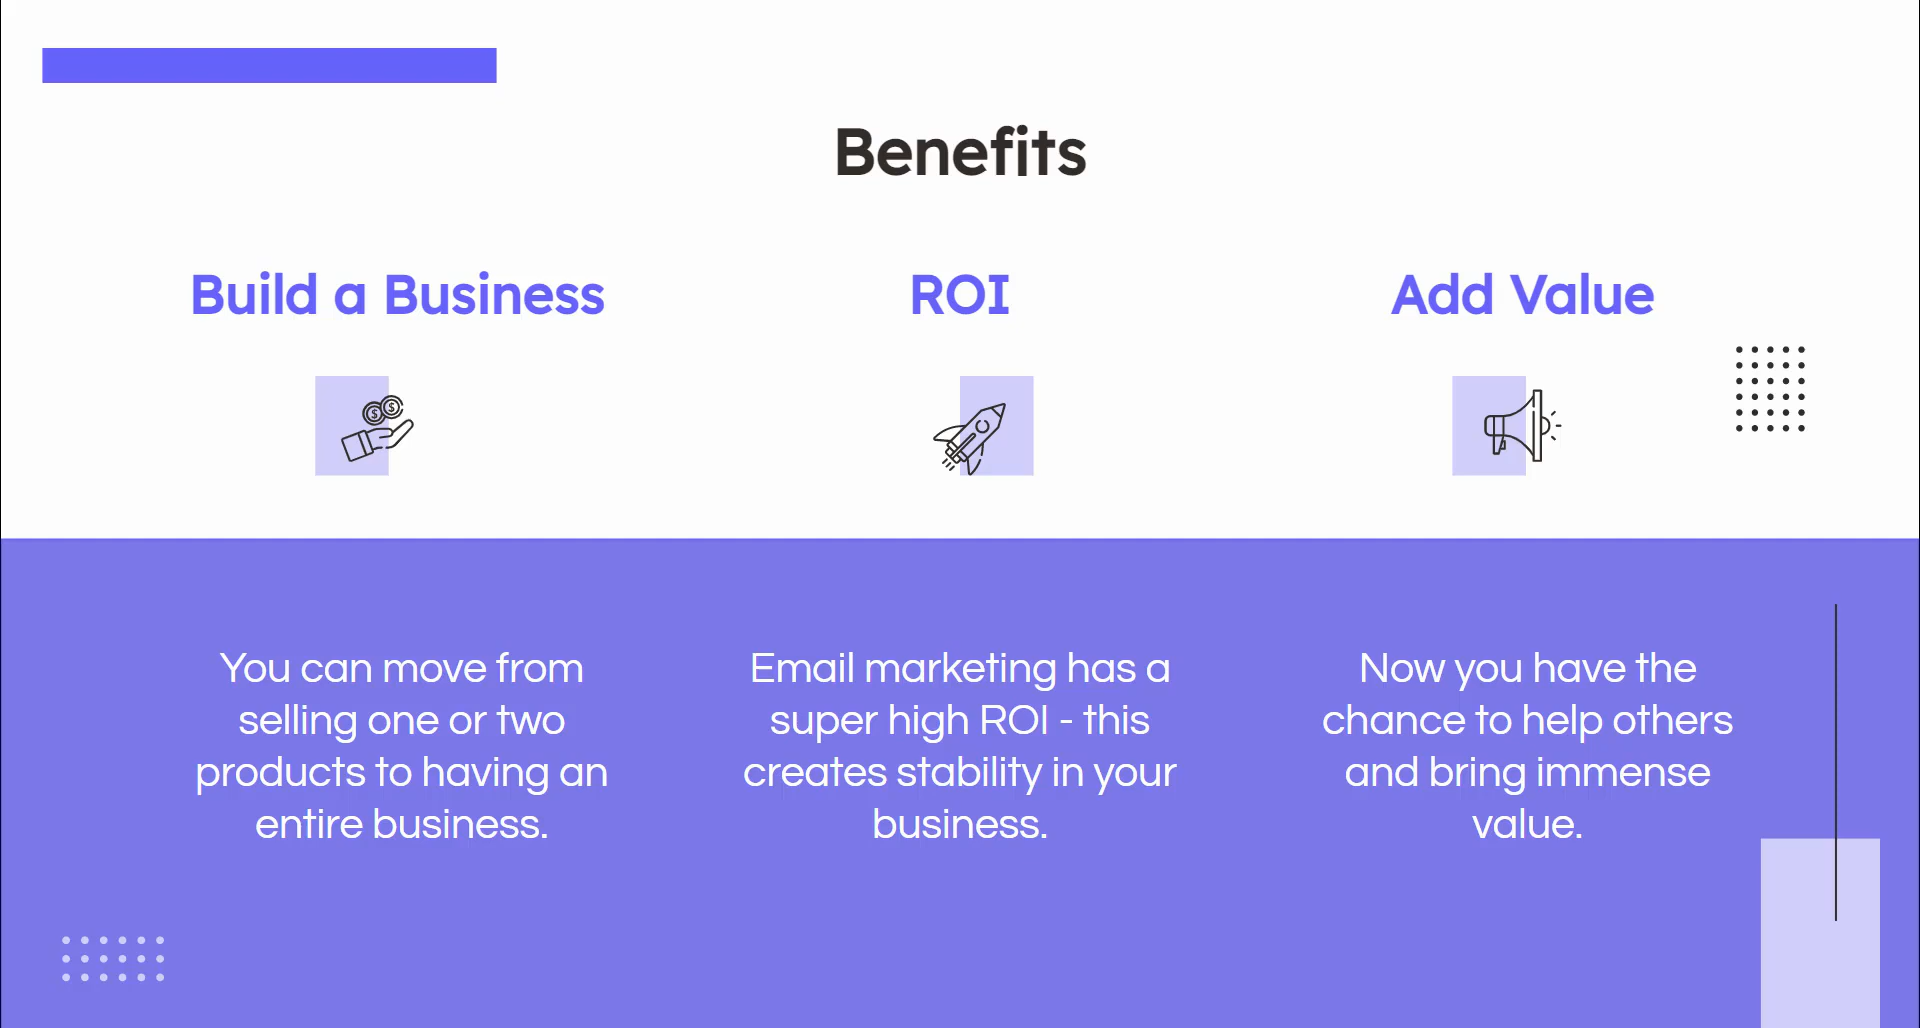 Benefits
Build a Business
ROI
Add Value
$ $
You can move from
selling one or two
products to having an
entire business.
Email marketing has a
super high ROI - this
creates stability in your
business.
Now you have the
chance to help others
and bring immense
value.